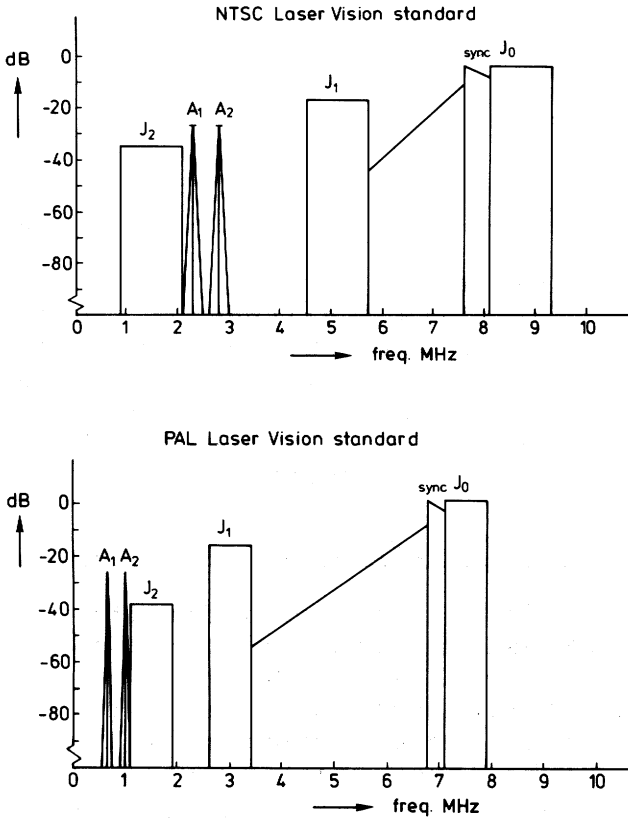 NTSC Laser Vision standard
dB
0
-20
-40
-60
-80
J₂
A₁ A₂
J₁
sync J₀
0 1 2 3 4 5 6 7 8 9 10
freq. MHz
PAL Laser Vision standard
dB
0
-20
-40
-60
-80
A₁ A₂
J₂
J₁
sync J₀
0 1 2 3 4 5 6 7 8 9 10
freq. MHz